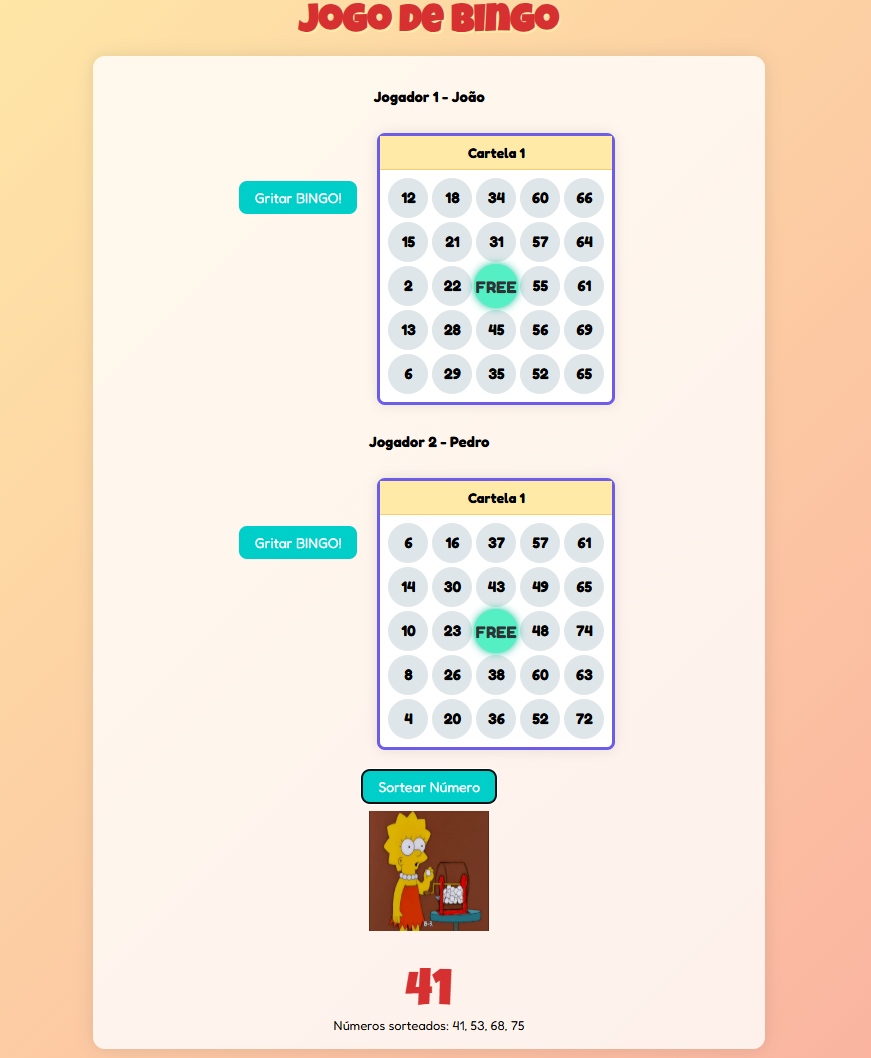 JOGO DE BINGO
Jogador 1 - João
Cartela 1
Gritar BINGO!
12 18 34 60 66
15 21 31 57 64
2 22 FREE 55 61
13 28 45 56 69
6 29 35 52 65
Jogador 2 - Pedro
Cartela 1
Gritar BINGO!
6 16 37 57 61
14 30 43 49 65
10 23 FREE 48 74
8 26 38 60 63
4 20 36 52 72
Sortear Número
41
Números sorteados: 41, 53, 68, 75